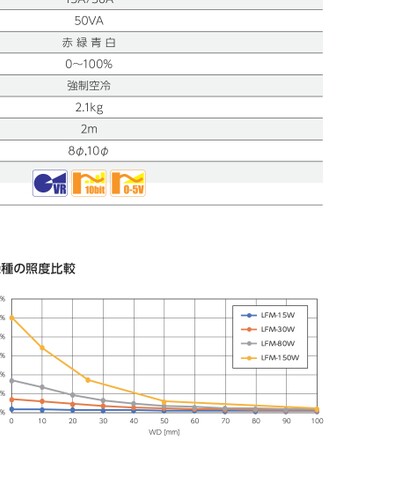 50VA
赤 緑 青 白
0〜100%
強制空冷
2.1kg
2m
8φ,10φ
VR 10bit 0-5V
種の照度比較
%
%
%
%
%
%
%
LFM-15W
LFM-30W
LFM-80W
LFM-150W
0 10 20 30 40 50 60 70 80 90 100
WD [mm]